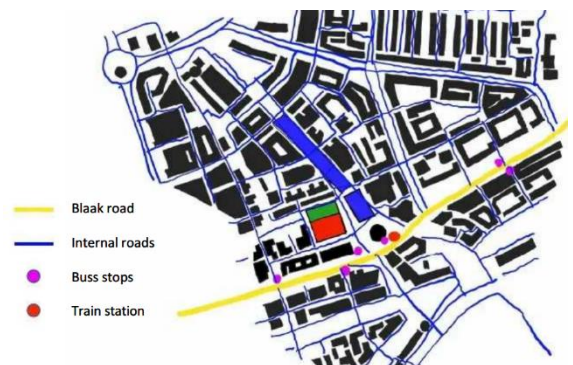 Blaak road
Internal roads
Buss stops
Train station